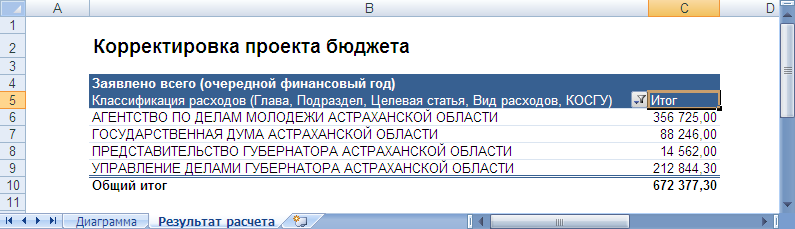 A B C D
1
2 Корректировка проекта бюджета
3
4 Заявлено всего (очередной финансовый год)
5 Классификация расходов (Глава, Подраздел, Целевая статья, Вид расходов, КОСГУ) Итог
6 АГЕНТСТВО ПО ДЕЛАМ МОЛОДЕЖИ АСТРАХАНСКОЙ ОБЛАСТИ 356 725,00
7 ГОСУДАРСТВЕННАЯ ДУМА АСТРАХАНСКОЙ ОБЛАСТИ 88 246,00
8 ПРЕДСТАВИТЕЛЬСТВО ГУБЕРНАТОРА АСТРАХАНСКОЙ ОБЛАСТИ 14 562,00
9 УПРАВЛЕНИЕ ДЕЛАМИ ГУБЕРНАТОРА АСТРАХАНСКОЙ ОБЛАСТИ 212 844,30
10 Общий итог 672 377,30
11
Диаграмма Результат расчета